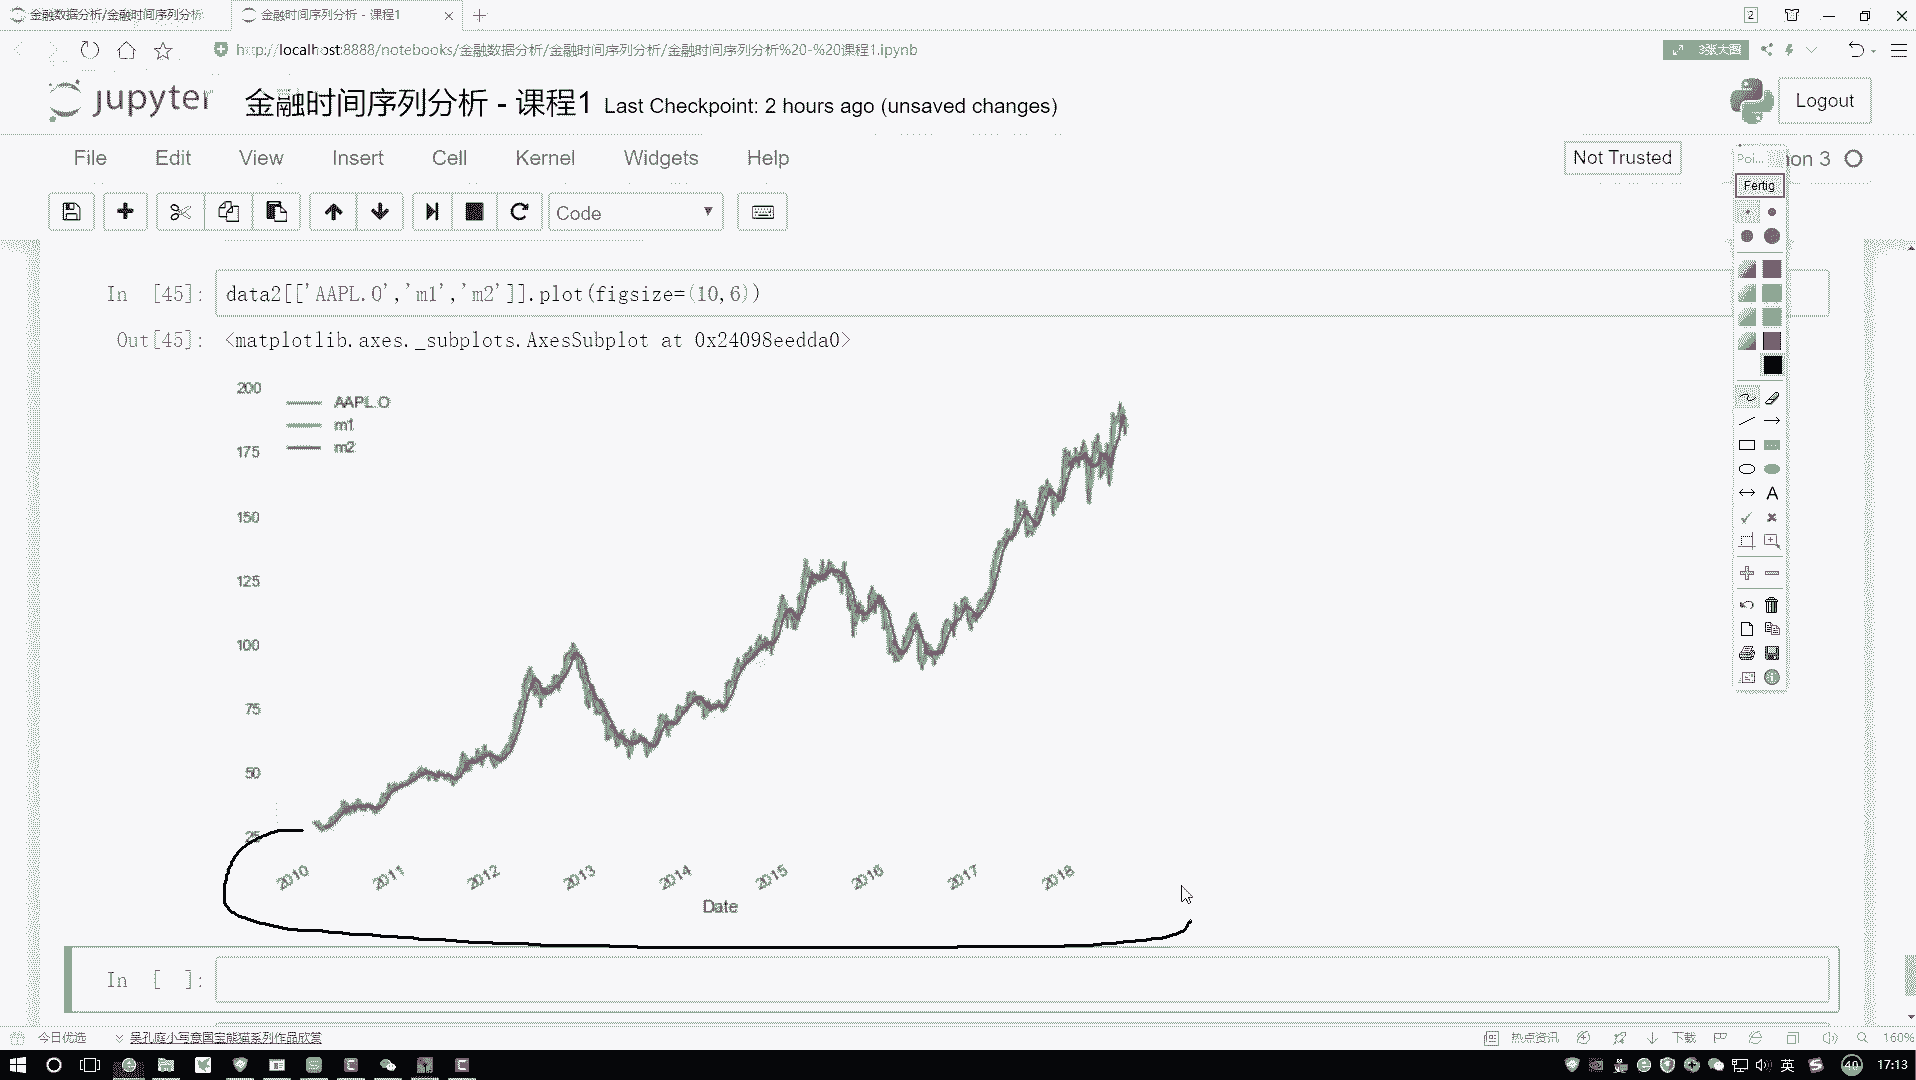 金融数据分析/金融时间序列分析/
金融时间序列分析 - 课程1
2
http://localhost:8888/notebooks/金融数据分析/金融时间序列分析/金融时间序列分析%20-%20课程1.ipynb
3张大图
jupyter
金融时间序列分析 - 课程1 Last Checkpoint: 2 hours ago (unsaved changes)
Logout
File Edit View Insert Cell Kernel Widgets Help
Not Trusted
Poi...
hon 3
Fertig
Code
In [45]: data2[['AAPL.O','m1','m2']].plot(figsize=(10,6))
Out[45]: <matplotlib.axes._subplots.AxesSubplot at 0x24098eedda0>
200
175
150
125
100
75
50
25
AAPL.O
m1
m2
2010 2011 2012 2013 2014 2015 2016 2017 2018
Date
A
In [ ]:
今日优选
吴孔庭小写意国宝熊猫系列作品欣赏
热点资讯
下载
160%
英
40
17:13